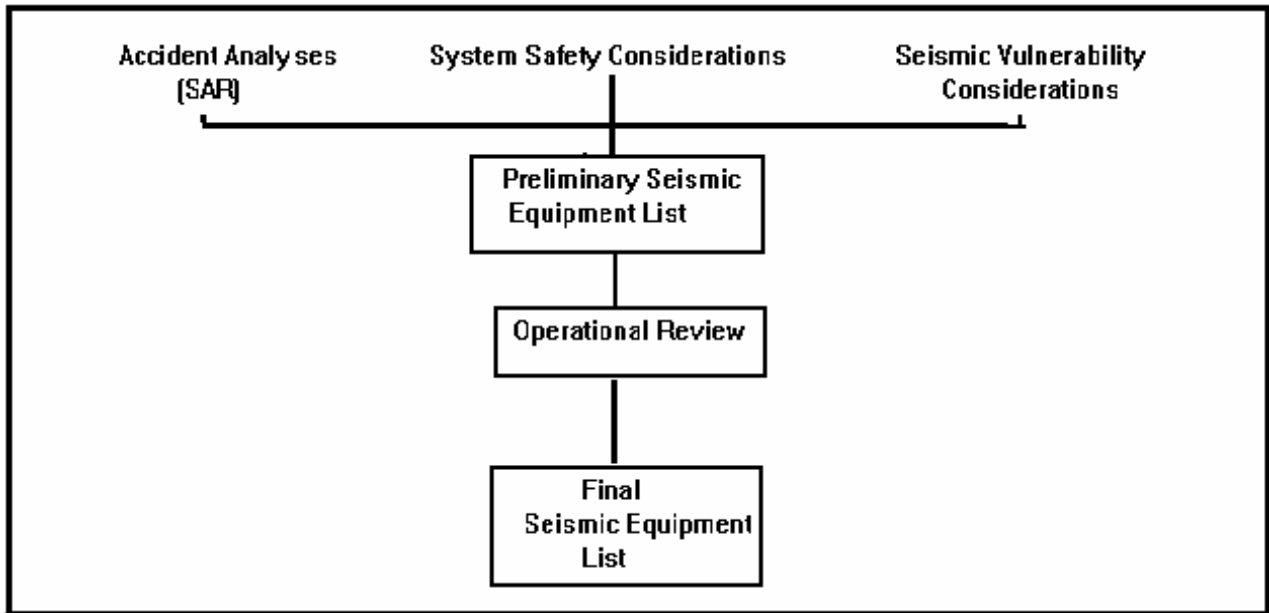 Accident Analyses
(SAR)
System Safety Considerations
Seismic Vulnerability
Considerations
Preliminary Seismic
Equipment List
Operational Review
Final
Seismic Equipment
List